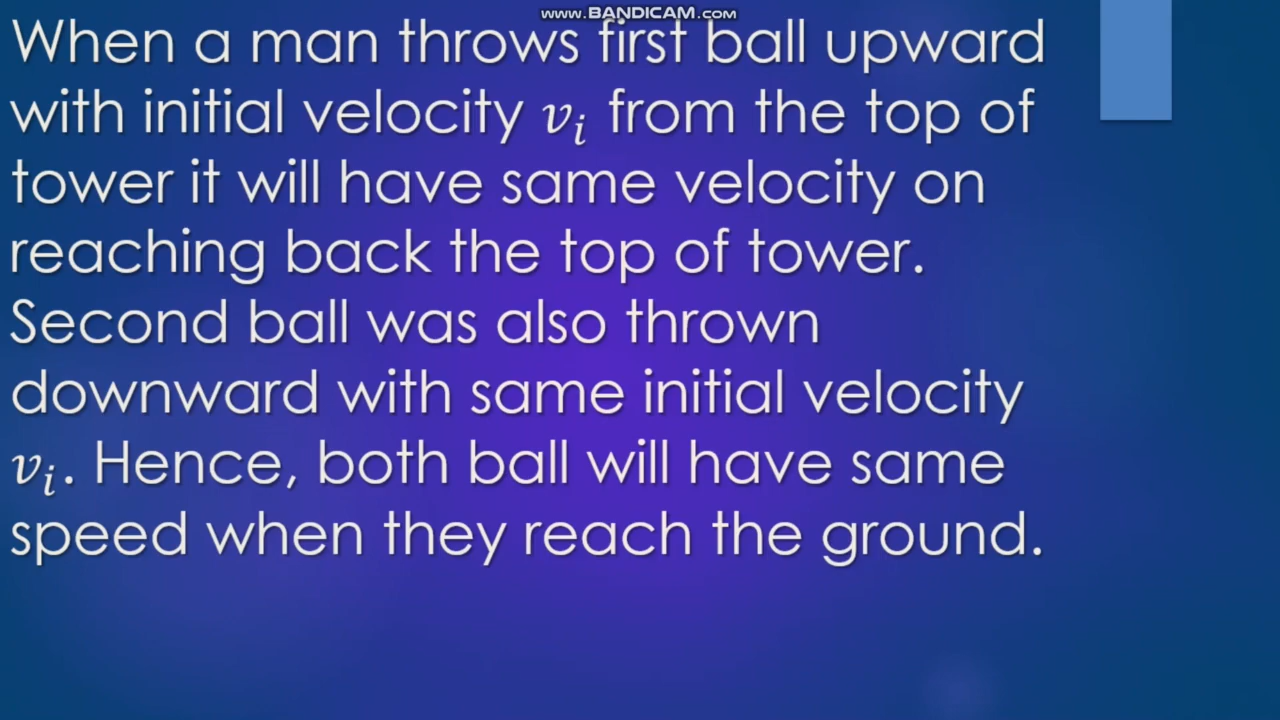 www.BANDICAM.com
When a man throws first ball upward
with initial velocity 𝑣ᵢ from the top of
tower it will have same velocity on
reaching back the top of tower.
Second ball was also thrown
downward with same initial velocity
𝑣ᵢ. Hence, both ball will have same
speed when they reach the ground.